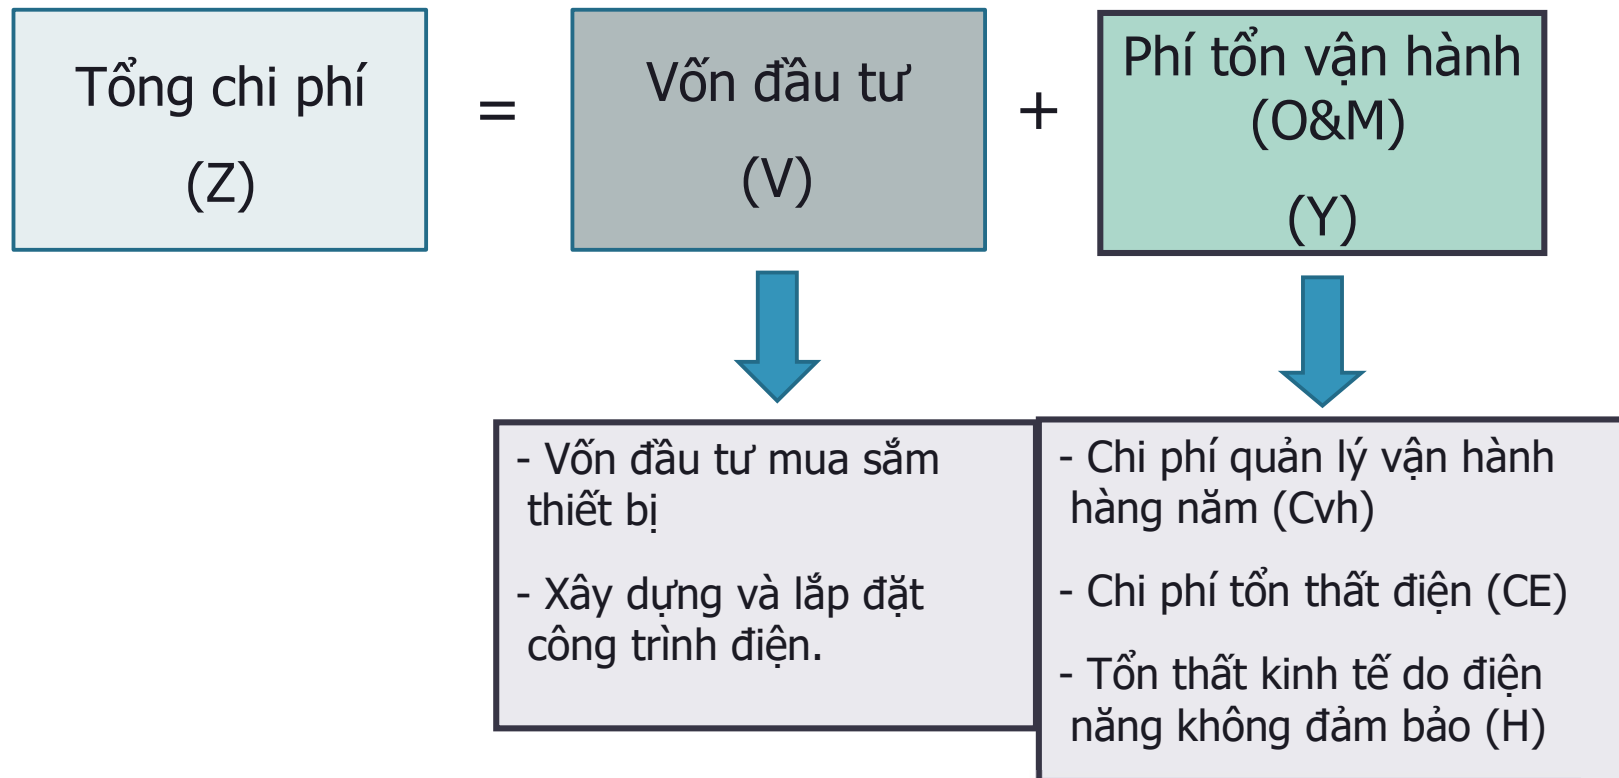 Tổng chi phí
(Z)
=
Vốn đầu tư
(V)
+
Phí tổn vận hành
(O&M)
(Y)
- Vốn đầu tư mua sắm
thiết bị
- Xây dựng và lắp đặt
công trình điện.
- Chi phí quản lý vận hành
hàng năm (Cvh)
- Chi phí tổn thất điện (CE)
- Tổn thất kinh tế do điện
năng không đảm bảo (H)